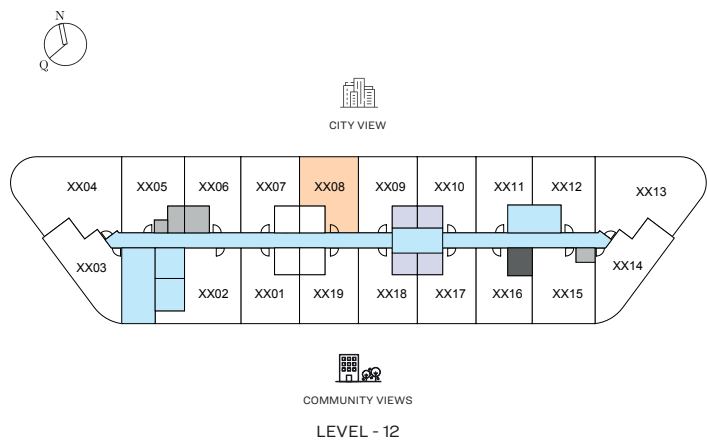 N
Q
CITY VIEW
XX04 XX05 XX06 XX07 XX08 XX09 XX10 XX11 XX12 XX13
XX03 XX14
XX02 XX01 XX19 XX18 XX17 XX16 XX15
COMMUNITY VIEWS
LEVEL - 12